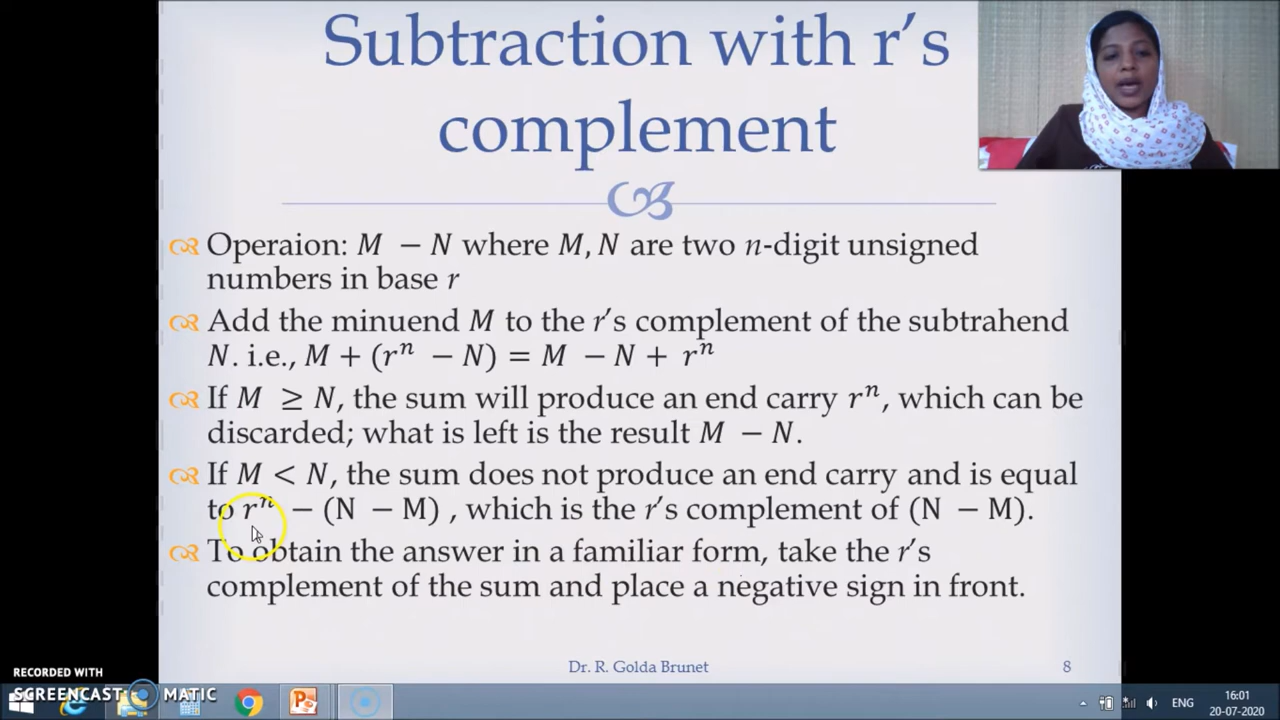 Subtraction with r's
complement
Operaion: M − N where M, N are two n-digit unsigned
numbers in base r
Add the minuend M to the r's complement of the subtrahend
N. i.e., M + (rⁿ − N) = M − N + rⁿ
If M ≥ N, the sum will produce an end carry rⁿ, which can be
discarded; what is left is the result M − N.
If M < N, the sum does not produce an end carry and is equal
to rⁿ − (N − M) , which is the r's complement of (N − M).
To obtain the answer in a familiar form, take the r's
complement of the sum and place a negative sign in front.
Dr. R. Golda Brunet
8
RECORDED WITH
SCREENCAST MATIC
ENG
16:01
20-07-2020